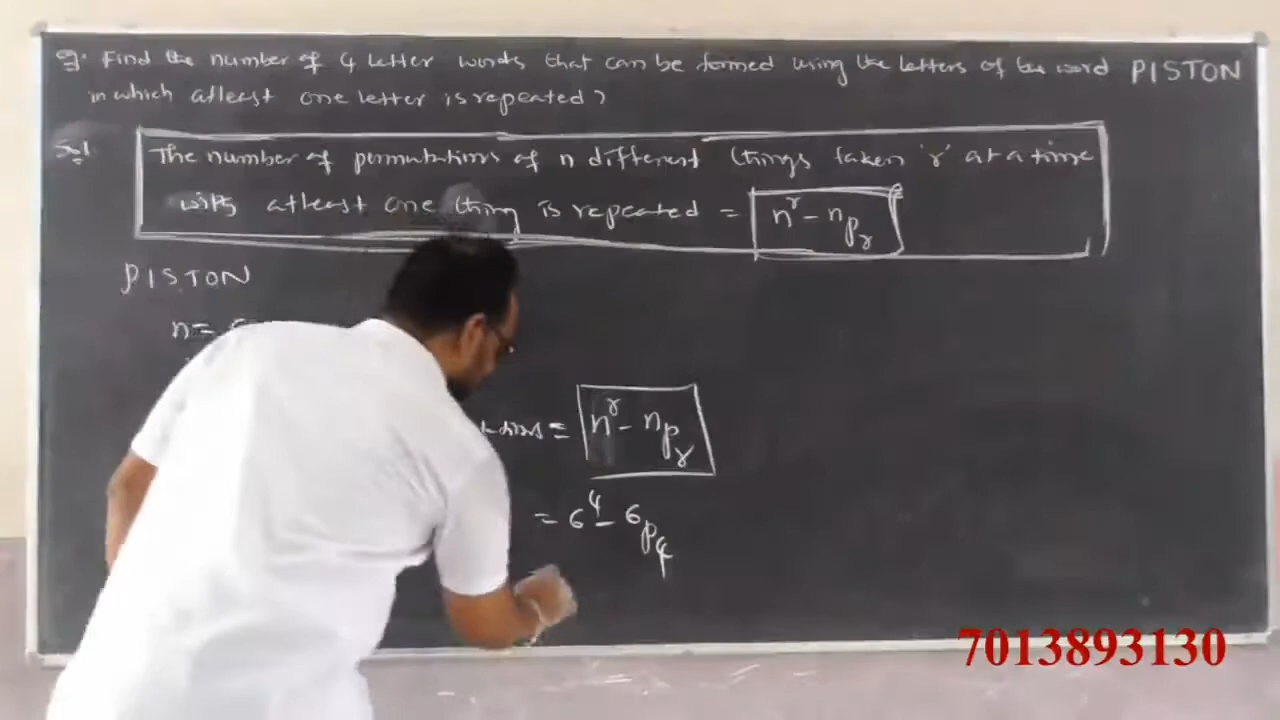 Q. Find the number of 4 letter words that can be formed using the letters of the word PISTON
in which atleast one letter is repeated?
Sol.
The number of permutations of n different things taken 'r' at a time
with atleast one thing is repeated = n^r - nPr
PISTON
n=
= n^r - nPr
= 6^4 - 6P4
7013893130